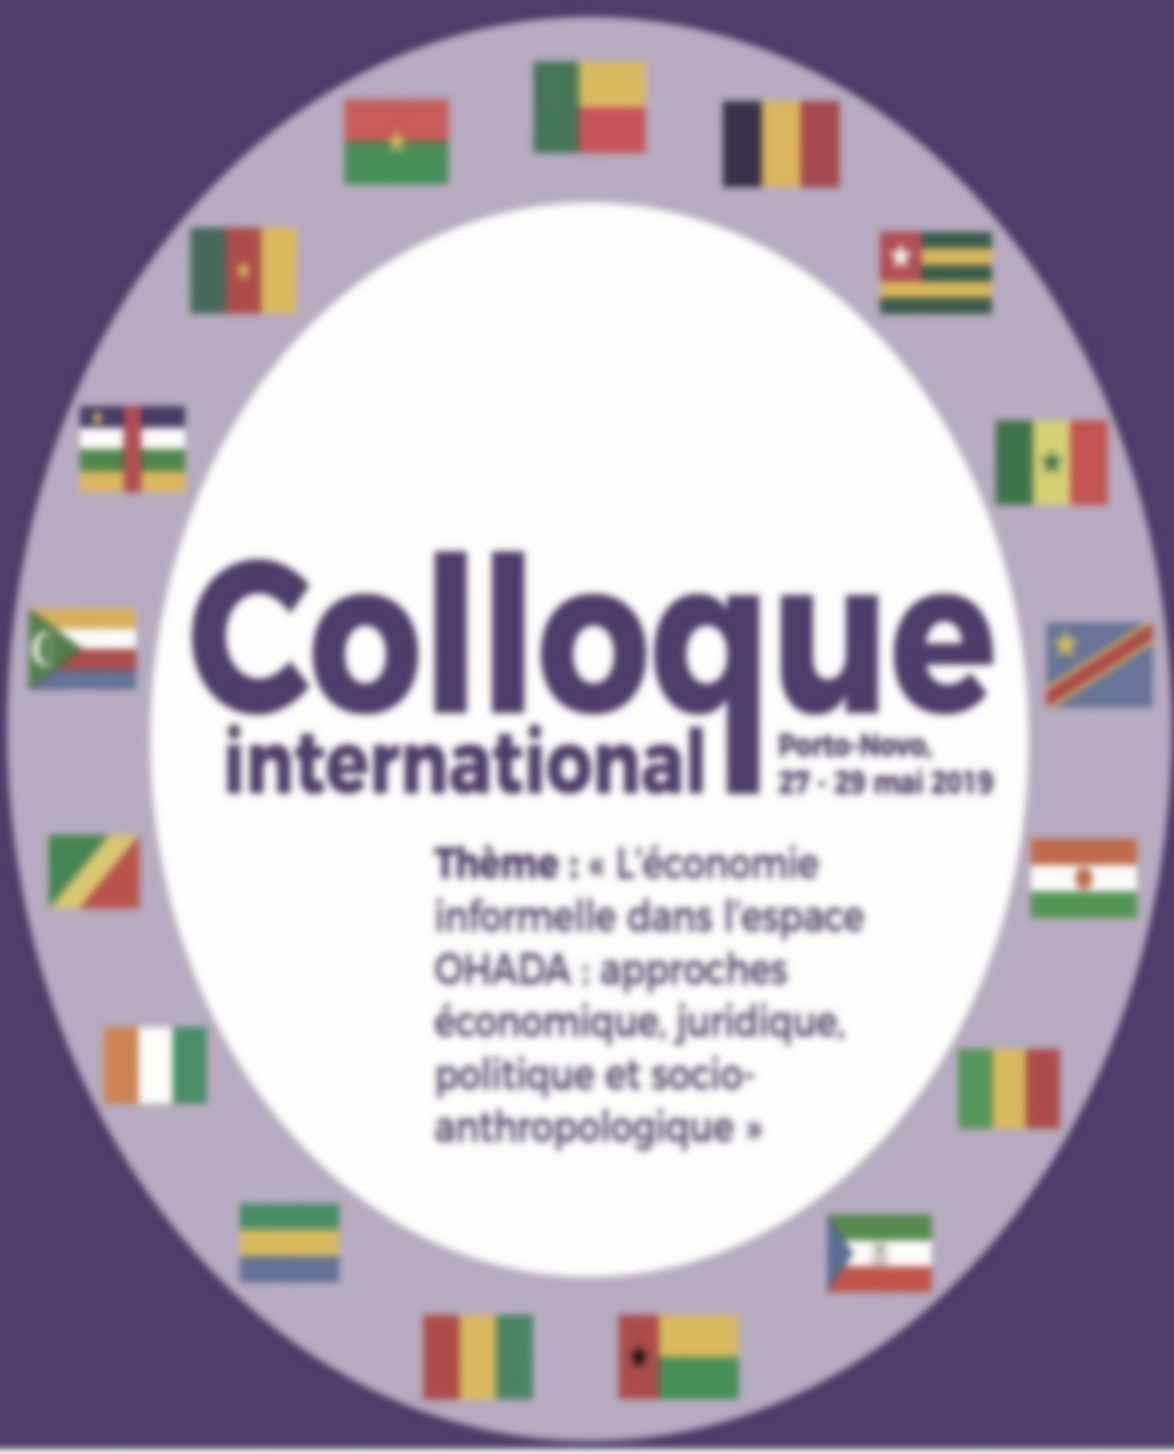 Colloque
international
Porto-Novo,
27 - 29 mai 2019
Thème : « L'économie
informelle dans l'espace
OHADA : approches
économique, juridique,
politique et socio-
anthropologique »